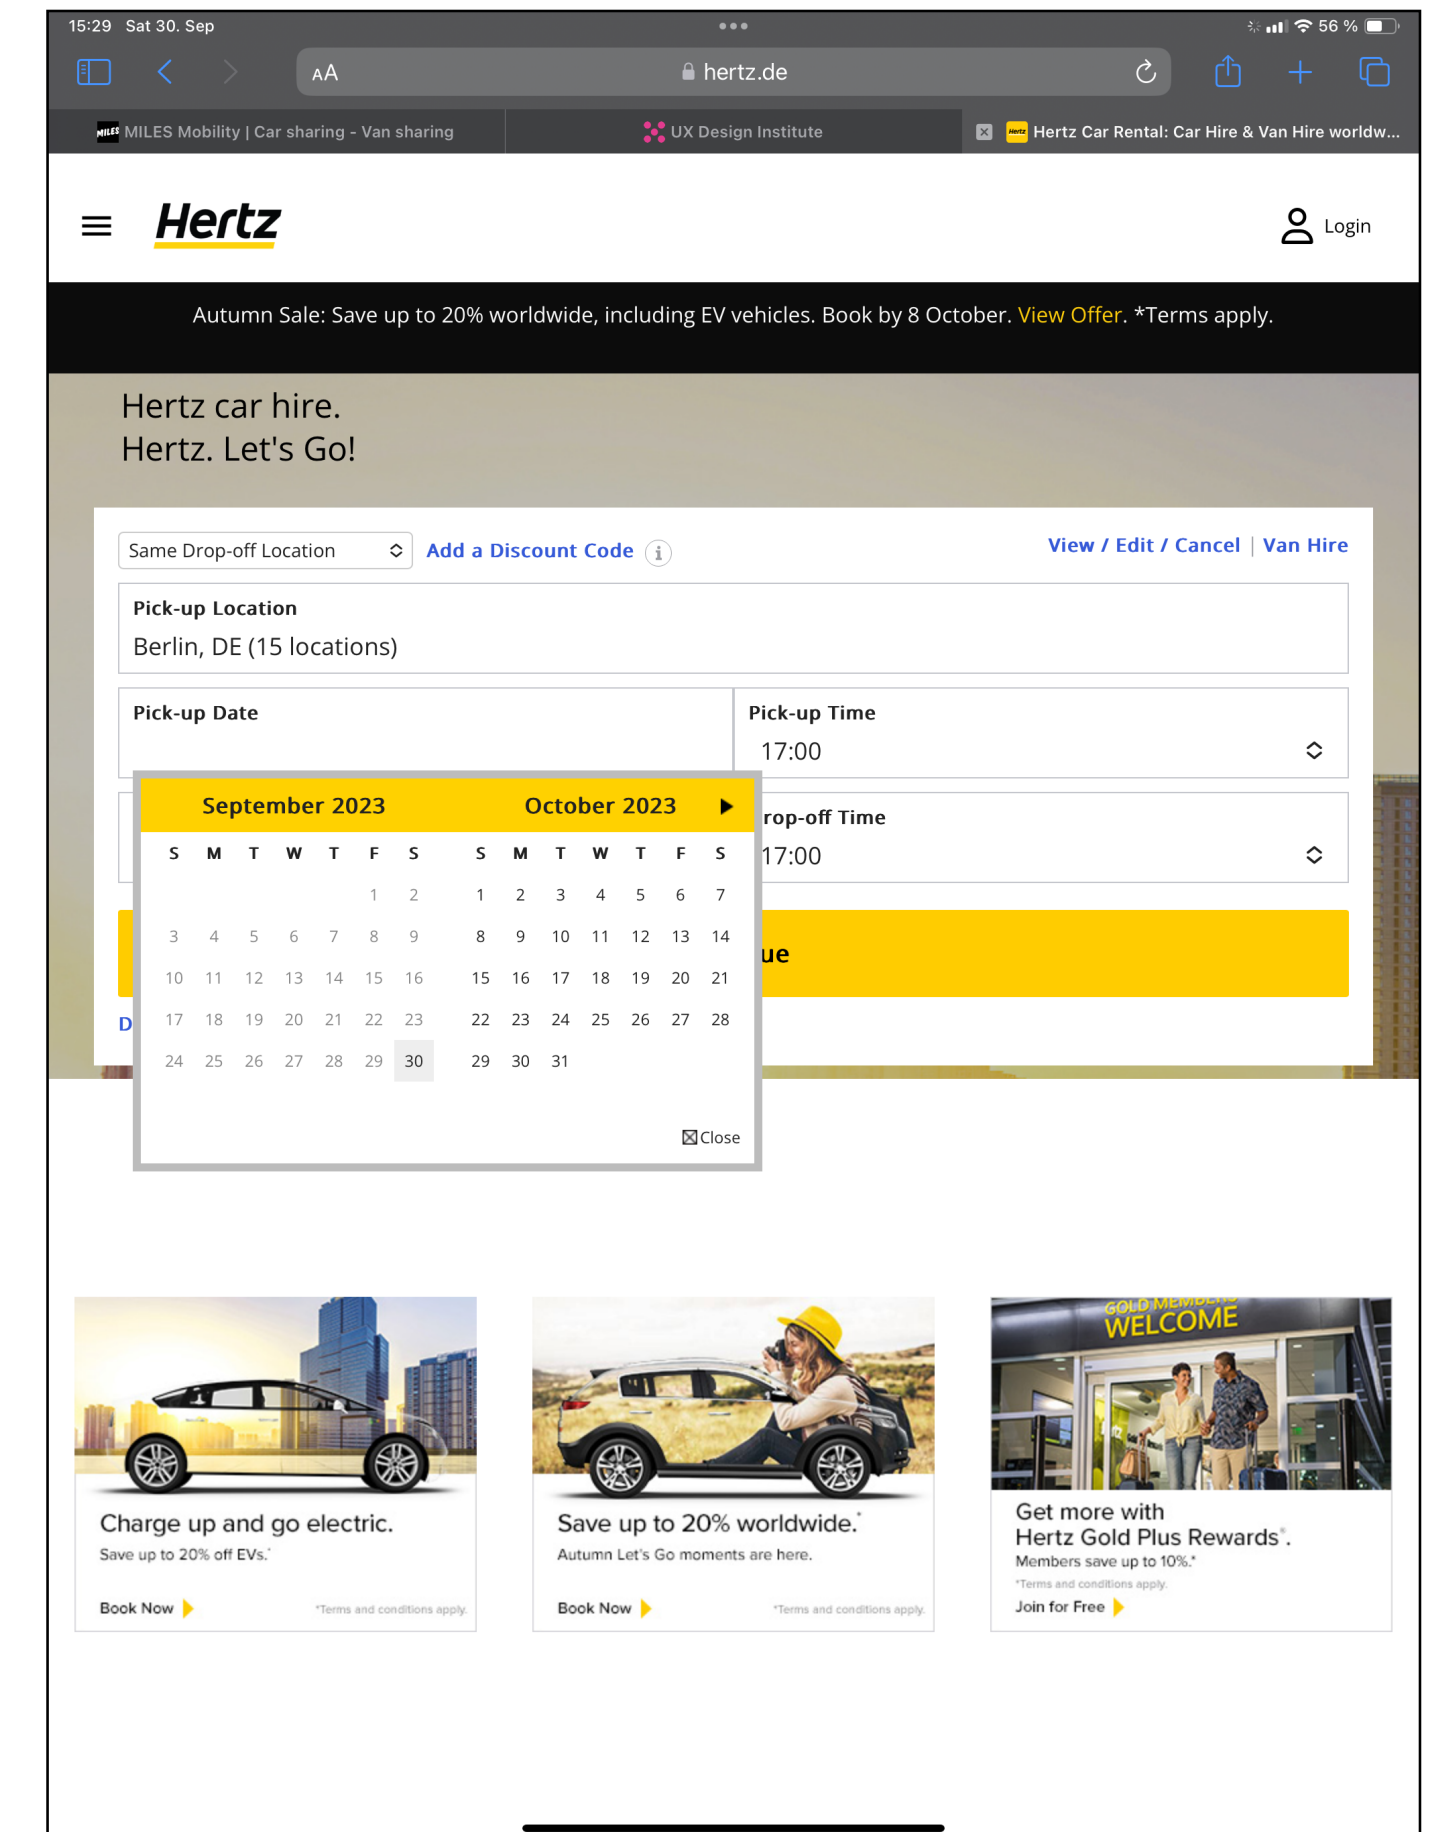 15:29 Sat 30. Sep
56 %
AA
hertz.de
MILES
MILES Mobility | Car sharing - Van sharing
UX Design Institute
Hertz
Hertz Car Rental: Car Hire & Van Hire worldw...
Hertz
Login
Autumn Sale: Save up to 20% worldwide, including EV vehicles. Book by 8 October. View Offer. *Terms apply.
Hertz car hire.
Hertz. Let's Go!
Same Drop-off Location
Add a Discount Code
i
View / Edit / Cancel | Van Hire
Pick-up Location
Berlin, DE (15 locations)
Pick-up Date
Pick-up Time
17:00
September 2023
S M T W T F S
1 2
3 4 5 6 7 8 9
10 11 12 13 14 15 16
17 18 19 20 21 22 23
24 25 26 27 28 29 30
October 2023
S M T W T F S
1 2 3 4 5 6 7
8 9 10 11 12 13 14
15 16 17 18 19 20 21
22 23 24 25 26 27 28
29 30 31
Close
rop-off Time
17:00
ue
D
Charge up and go electric.
Save up to 20% off EVs.*
Book Now
*Terms and conditions apply.
Save up to 20% worldwide.*
Autumn Let's Go moments are here.
Book Now
*Terms and conditions apply.
GOLD MEMBERS
WELCOME
Get more with
Hertz Gold Plus Rewards®.
Members save up to 10%.*
*Terms and conditions apply.
Join for Free